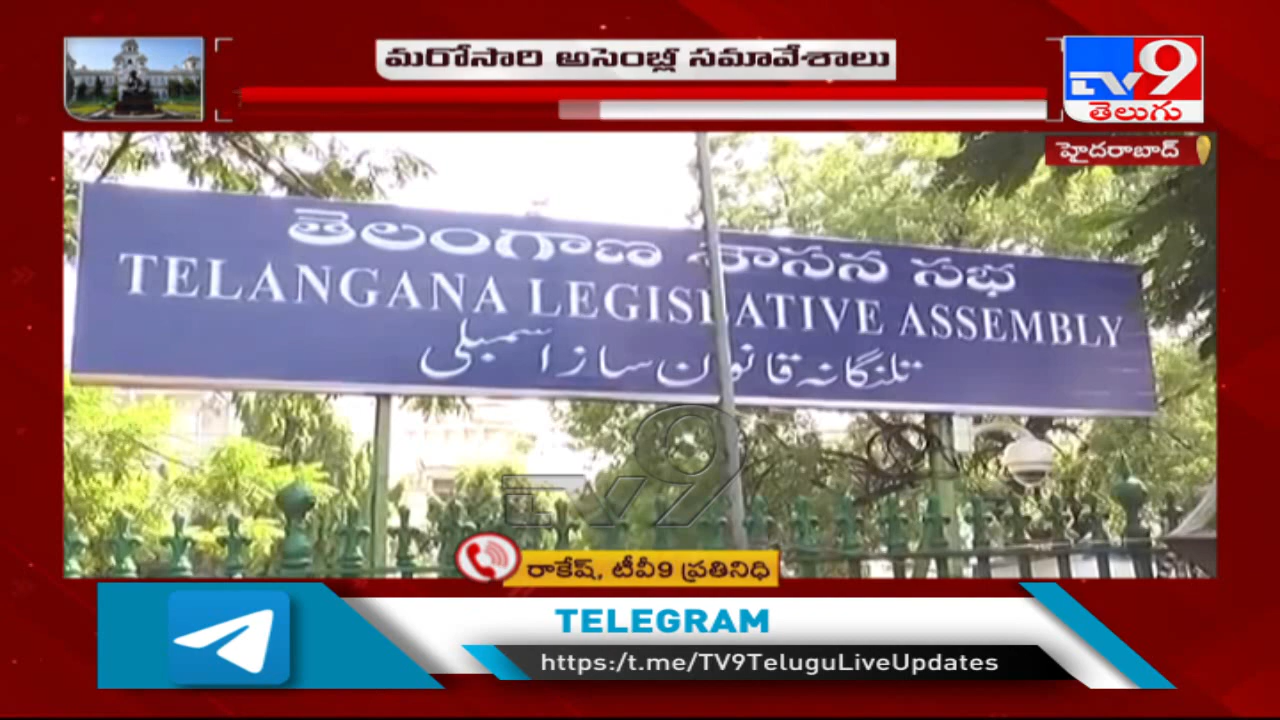 మరోసారి అసెంబ్లీ సమావేశాలు
TV9
తెలుగు
హైదరాబాద్
తెలంగాణ శాసన సభ
TELANGANA LEGISLATIVE ASSEMBLY
تلنگانہ قانون ساز اسمبلی
TV9
రాకేష్, టీవీ9 ప్రతినిధి
TELEGRAM
https:/t.me/TV9TeluguLiveUpdates